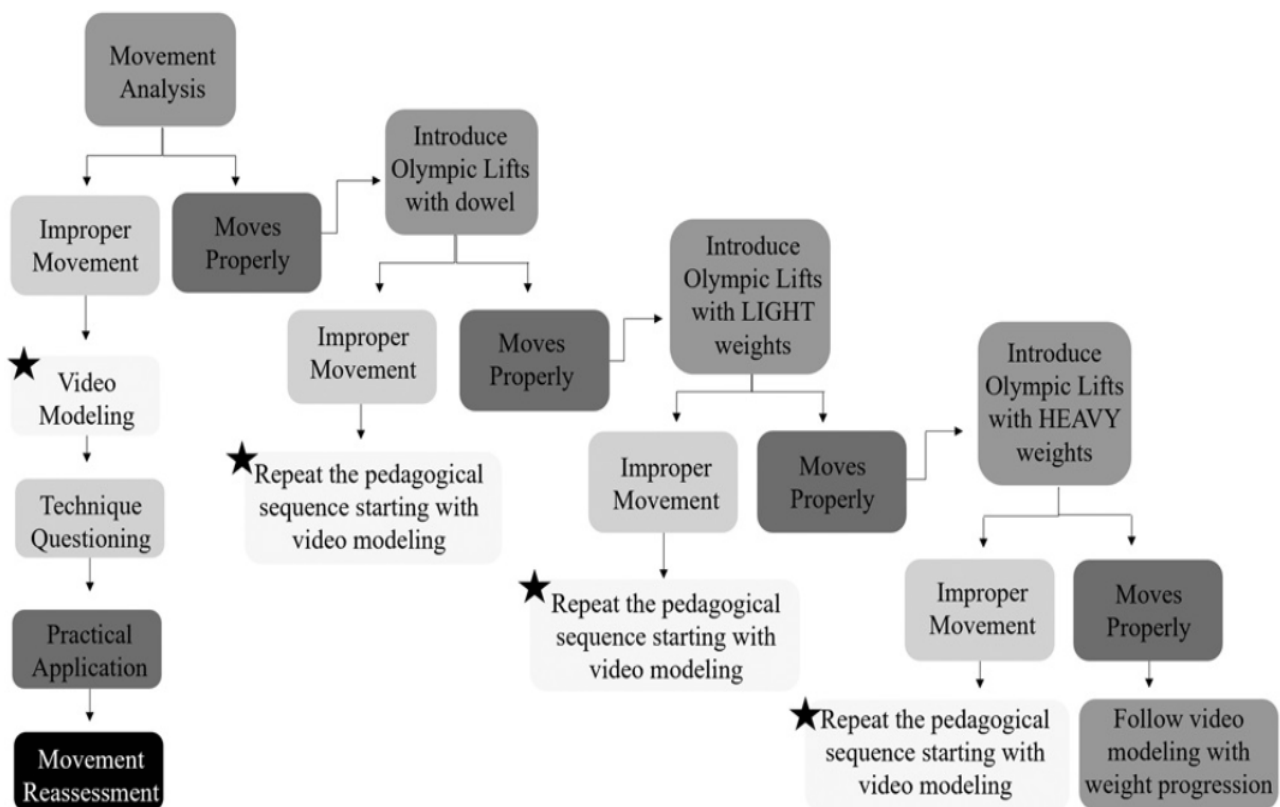 Movement
Analysis
Improper
Movement
Moves
Properly
Video
Modeling
Technique
Questioning
Practical
Application
Movement
Reassessment
Introduce
Olympic Lifts
with dowel
Improper
Movement
Moves
Properly
Repeat the pedagogical
sequence starting with
video modeling
Introduce
Olympic Lifts
with LIGHT
weights
Improper
Movement
Moves
Properly
Repeat the pedagogical
sequence starting with
video modeling
Introduce
Olympic Lifts
with HEAVY
weights
Improper
Movement
Moves
Properly
Repeat the pedagogical
sequence starting with
video modeling
Follow video
modeling with
weight progression